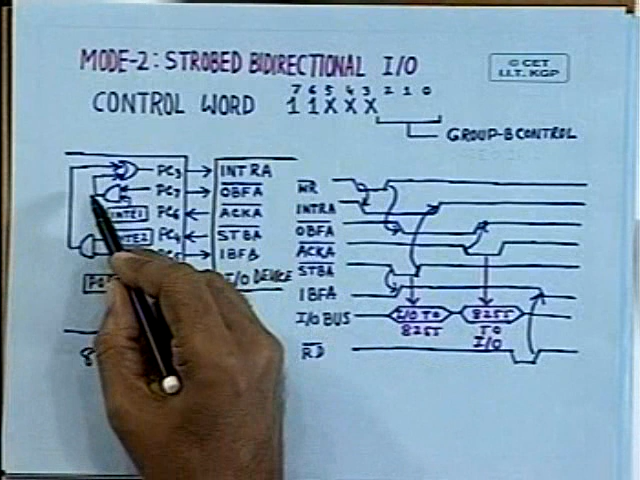 MODE-2: STROBED BIDIRECTIONAL I/O
© CET
I.I.T. KGP
7 6 5 4 3 2 1 0
CONTROL WORD 1 1 X X X
GROUP-B CONTROL
PC3 INTRA
PC7 OBFA
INTE1 PC6 ACKA
INTE2 PC4 STBA
IBFA
I/O DEVICE
WR
INTRA
OBFA
ACKA
STBA
IBFA
I/O BUS I/O TO 8255
8255 TO I/O
RD